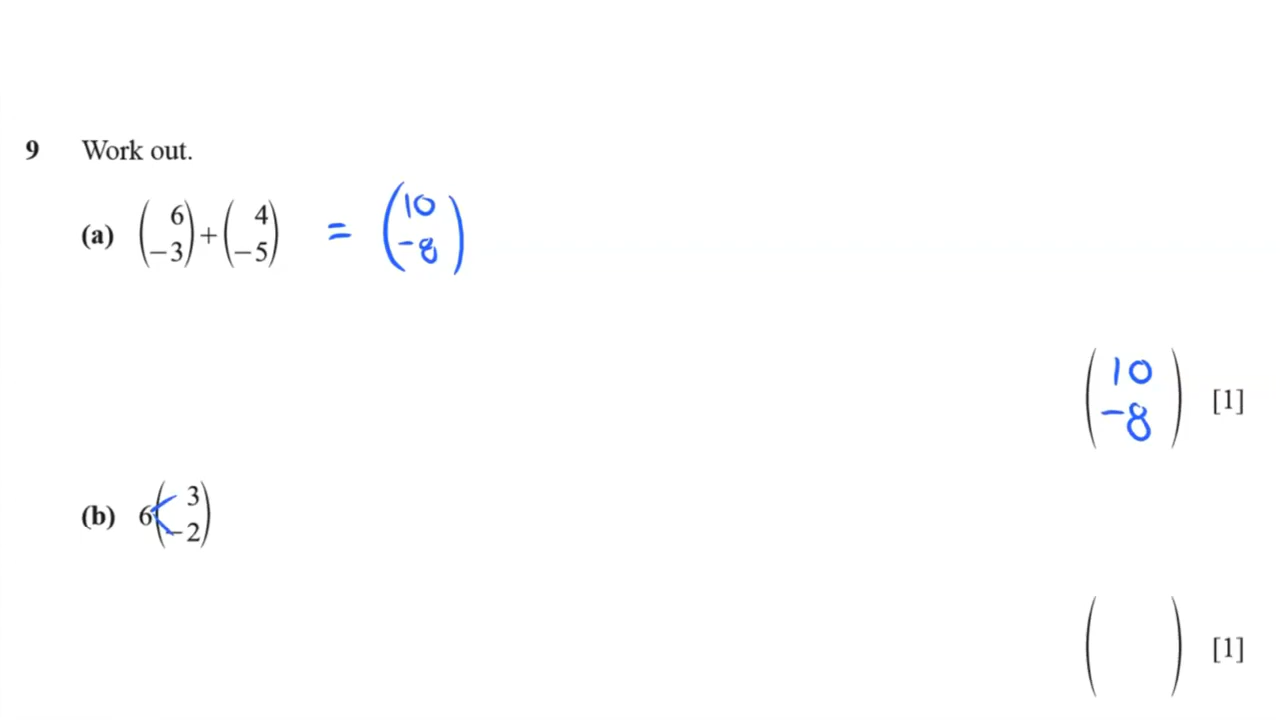 9 Work out.
(a) ( 6 -3 ) + ( 4 -5 ) = ( 10 -8 )
( 10 -8 ) [1]
(b) 6 ( 3 -2 )
( ) [1]